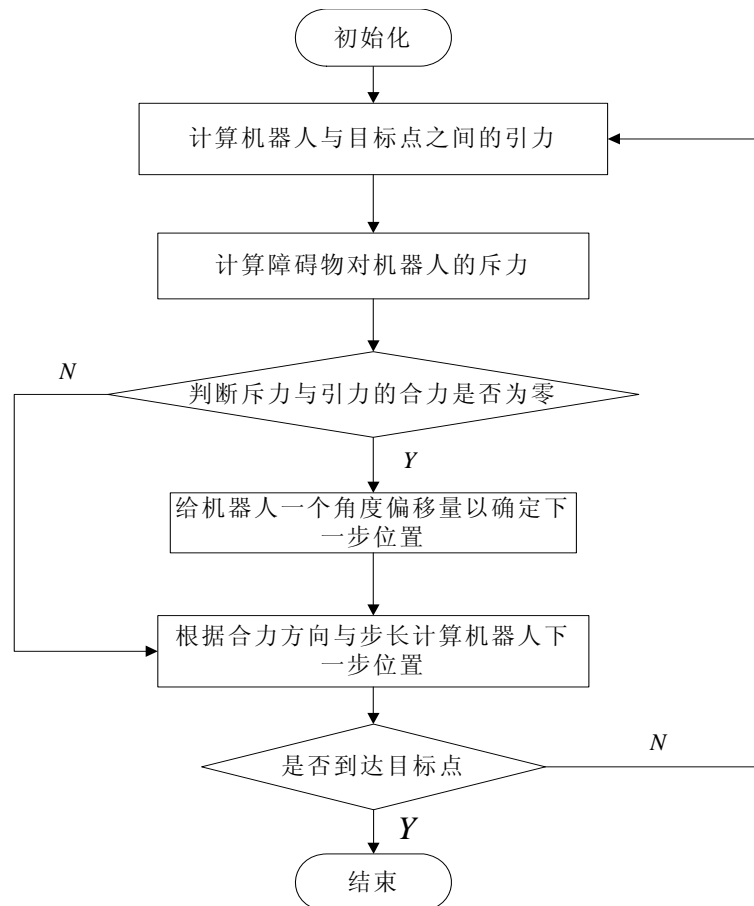 初始化
计算机器人与目标点之间的引力
计算障碍物对机器人的斥力
N
判断斥力与引力的合力是否为零
Y
给机器人一个角度偏移量以确定下
一步位置
根据合力方向与步长计算机器人下
一步位置
N
是否到达目标点
Y
结束